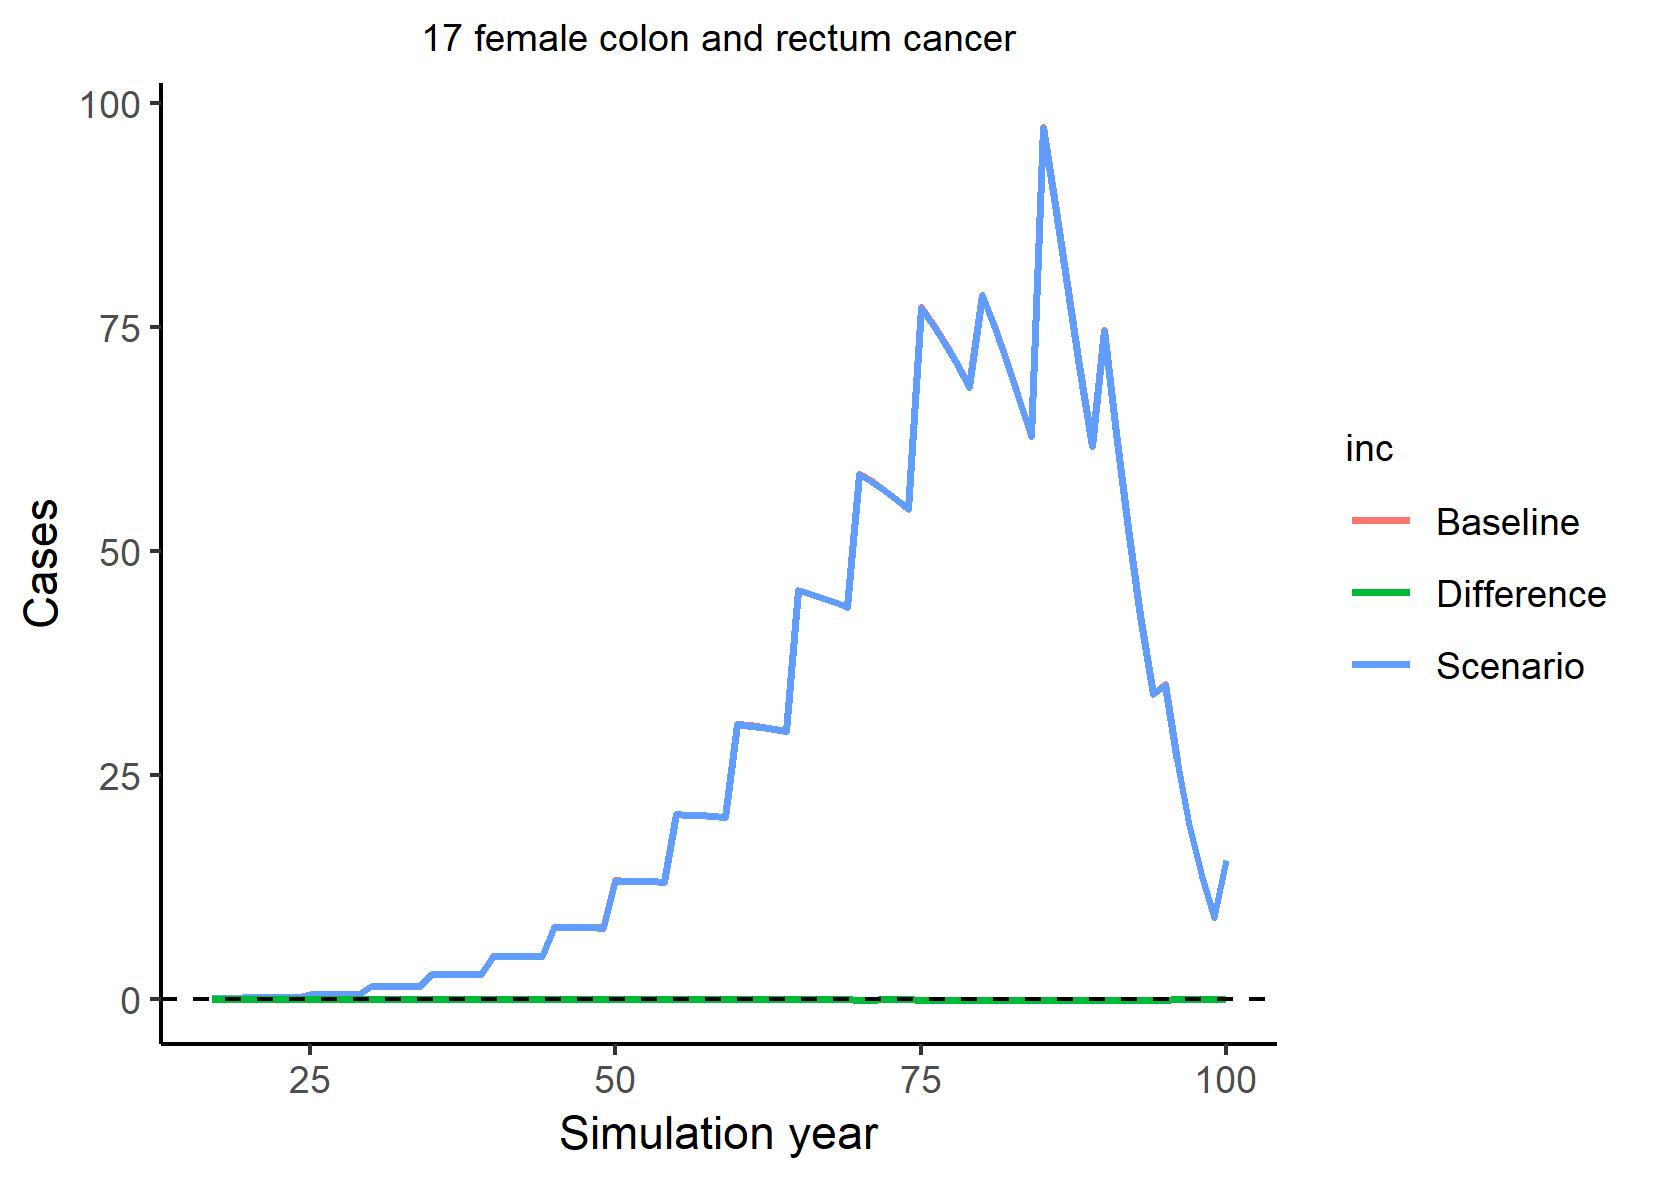 17 female colon and rectum cancer
100
75
50
25
0
Cases
25 50 75 100
Simulation year
inc
Baseline
Difference
Scenario